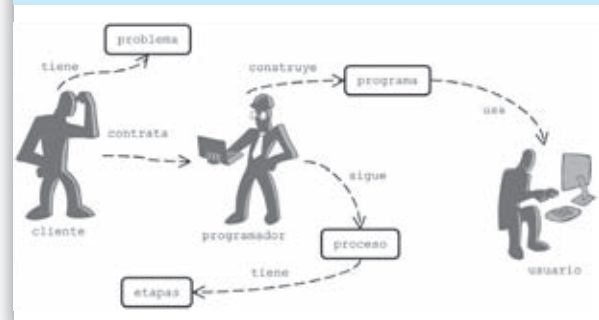 problema
tiene
construye
programa
usa
contrata
sigue
cliente
programador
proceso
usuario
tiene
etapas